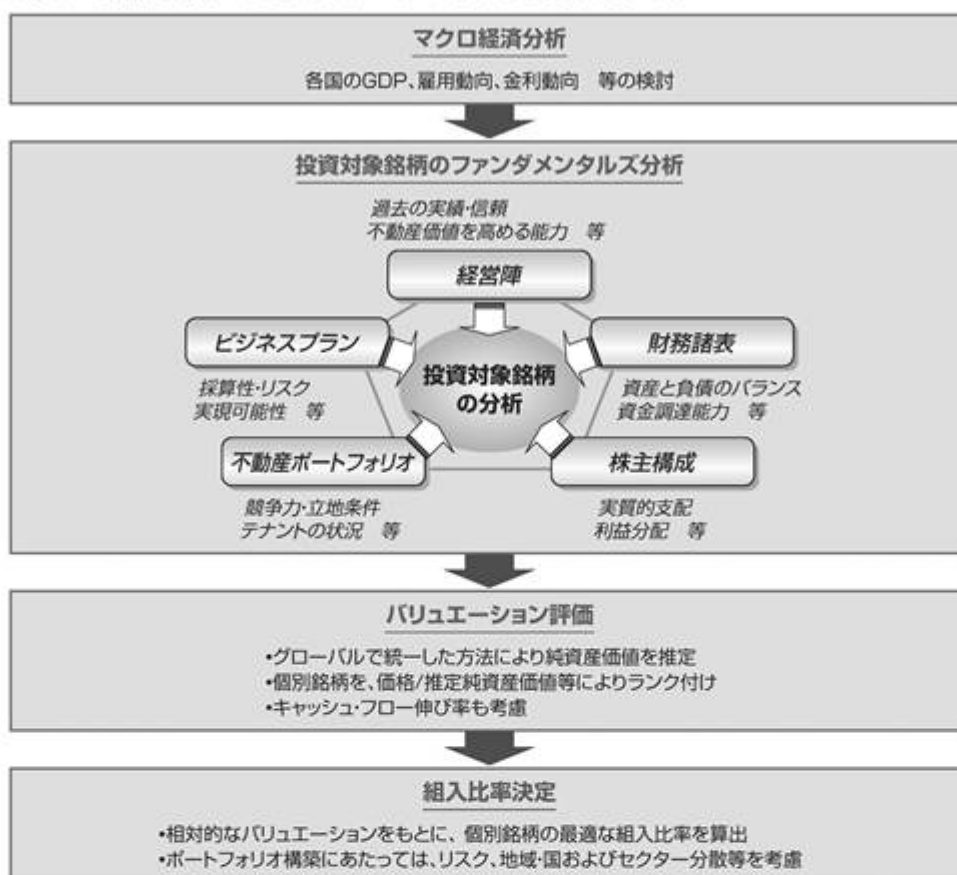 マクロ経済分析
各国のGDP、雇用動向、金利動向　等の検討
投資対象銘柄のファンダメンタルズ分析
過去の実績・信頼
不動産価値を高める能力　等
経営陣
ビジネスプラン
採算性・リスク
実現可能性　等
財務諸表
資産と負債のバランス
資金調達能力　等
投資対象銘柄
の分析
不動産ポートフォリオ
競争力・立地条件
テナントの状況　等
株主構成
実質的支配
利益分配　等
バリュエーション評価
•グローバルで統一した方法により純資産価値を推定
•個別銘柄を、価格/推定純資産価値等によりランク付け
•キャッシュ・フロー伸び率も考慮
組入比率決定
•相対的なバリュエーションをもとに、個別銘柄の最適な組入比率を算出
•ポートフォリオ構築にあたっては、リスク、地域・国およびセクター分散等を考慮